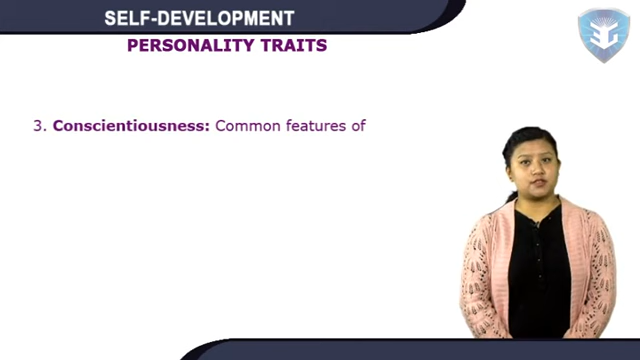 SELF-DEVELOPMENT
PERSONALITY TRAITS
3. Conscientiousness: Common features of